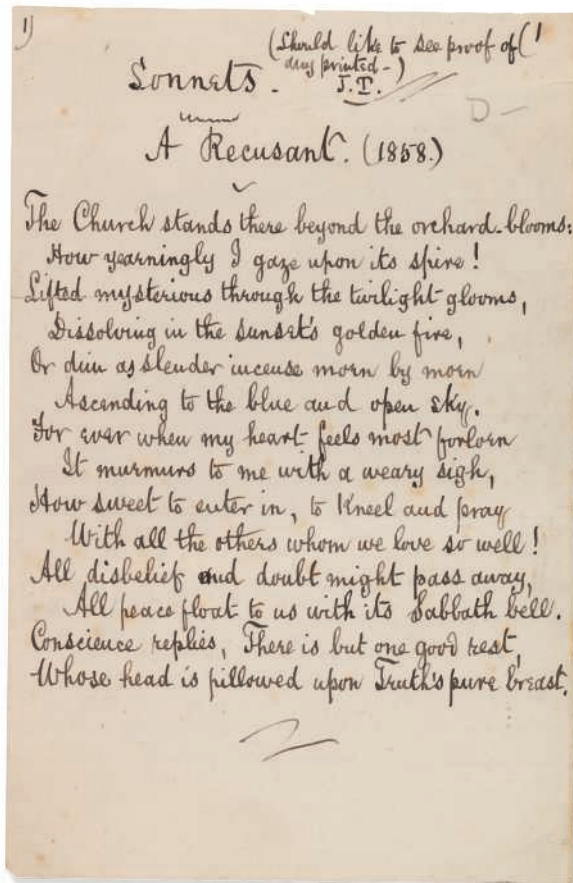 1)
(Should like to see proof of (1
any printed-)
Sonnets. J.T.
D-
A Recusant. (1858.)
The Church stands there beyond the orchard-blooms:
How yearningly I gaze upon its spire!
Lifted mysterious through the twilight glooms,
Dissolving in the sunset's golden fire,
Or dim as slender incense morn by morn
Ascending to the blue and open sky.
For ever when my heart feels most forlorn
It murmurs to me with a weary sigh,
How sweet to enter in, to kneel and pray
With all the others whom we love so well!
All disbelief and doubt might pass away,
All peace float to us with its Sabbath bell.
Conscience replies, There is but one good rest,
Whose head is pillowed upon Truth's pure breast.